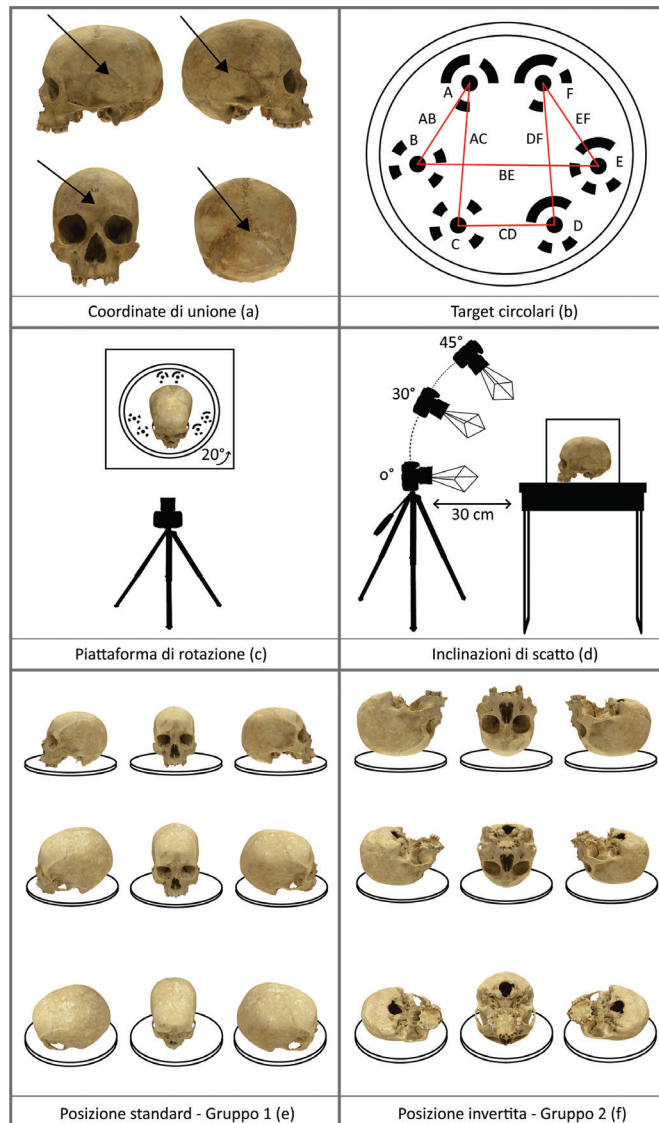 Coordinate di unione (a)
A
F
AB
EF
AC
DF
B
E
BE
C
CD
D
Target circolari (b)
20°
Piattaforma di rotazione (c)
45°
30°
0°
30 cm
Inclinazioni di scatto (d)
Posizione standard - Gruppo 1 (e)
Posizione invertita - Gruppo 2 (f)